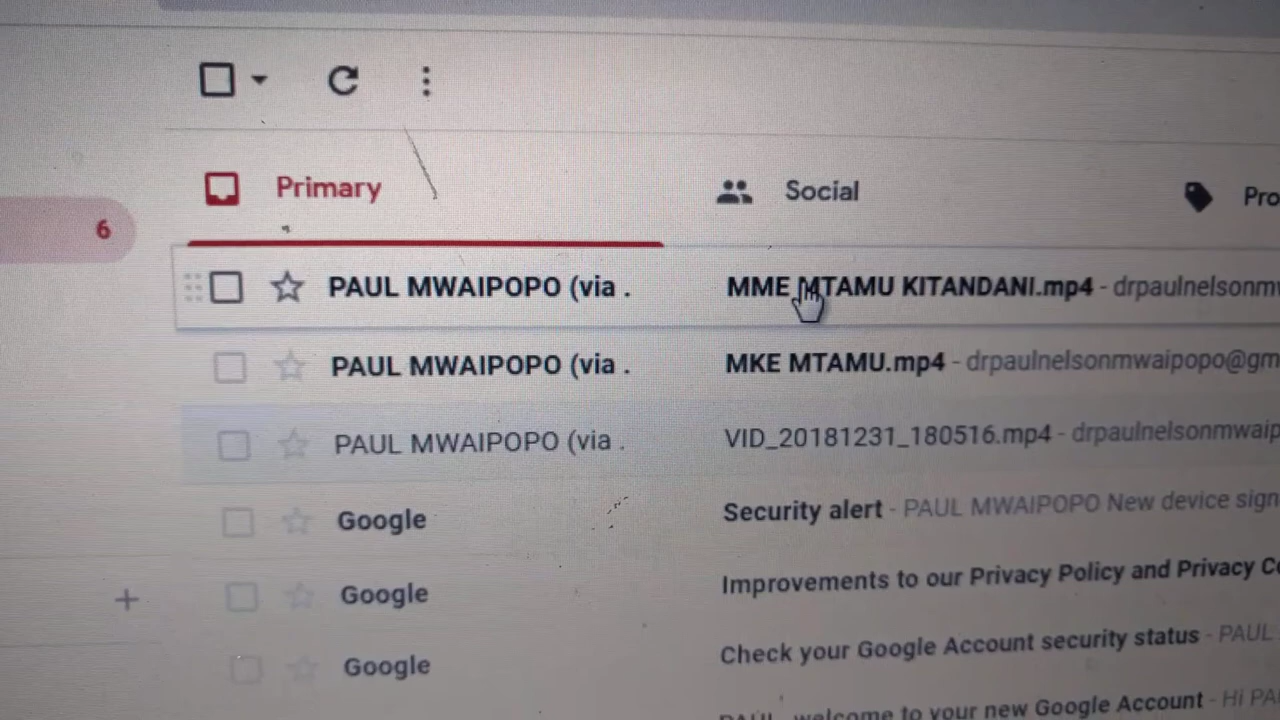 Primary
Social
Pro
6
PAUL MWAIPOPO (via . MME MTAMU KITANDANI.mp4 - drpaulnelsonmw
PAUL MWAIPOPO (via . MKE MTAMU.mp4 - drpaulnelsonmwaipopo@gm
PAUL MWAIPOPO (via . VID_20181231_180516.mp4 - drpaulnelsonmwaip
Google Security alert - PAUL MWAIPOPO New device sign
Google Improvements to our Privacy Policy and Privacy Co
Google Check your Google Account security status - PAUL
PAUL, welcome to your new Google Account - Hi PA